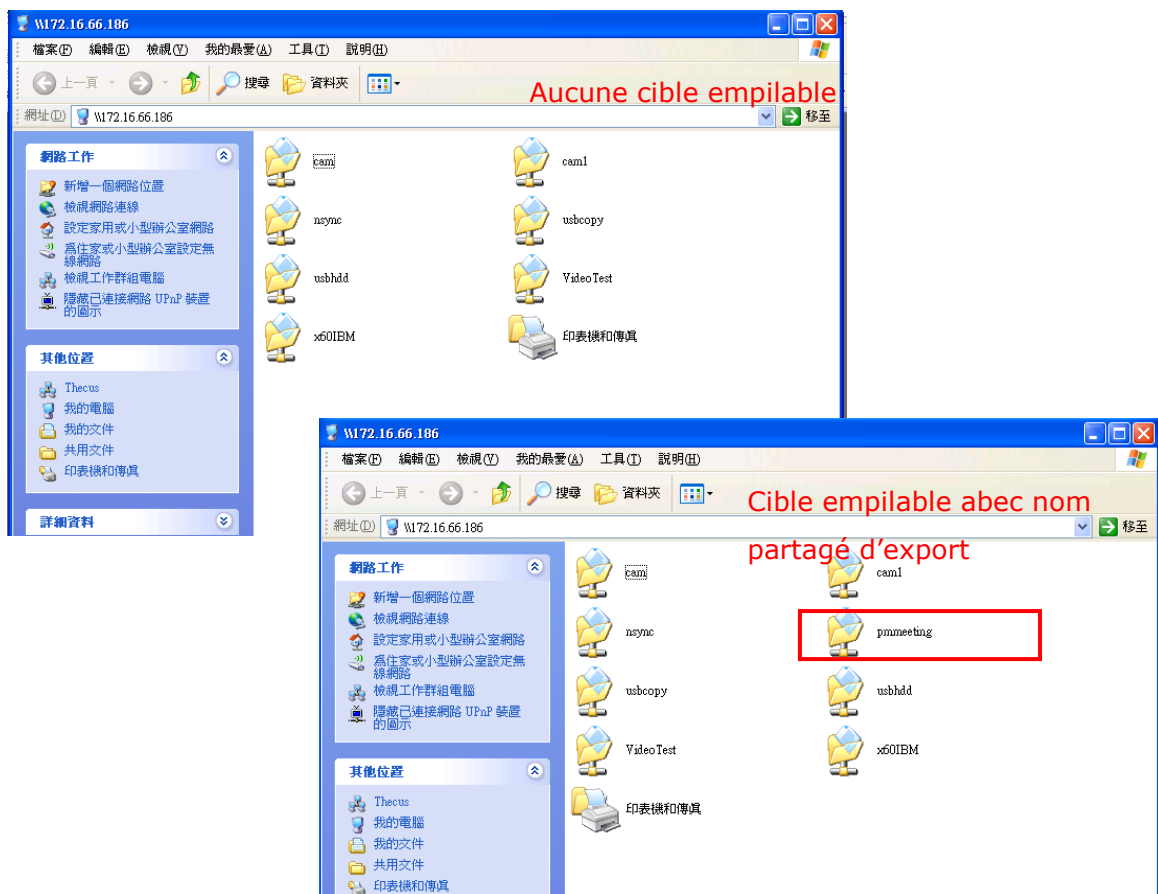 \\172.16.66.186
檔案(F) 編輯(E) 檢視(V) 我的最愛(A) 工具(T) 說明(H)
上一頁 搜尋 資料夾
Aucune cible empilable
網址(D) \\172.16.66.186 移至
網路工作
新增一個網路位置
檢視網路連線
設定家用或小型辦公室網路
為住家或小型辦公室設定無
線網路
檢視工作群組電腦
隱藏已連接網路 UPnP 裝置
的圖示
其他位置
Thecus
我的電腦
我的文件
共用文件
印表機和傳真
詳細資料
cam cam1
nsync usbcopy
usbhdd VideoTest
x60IBM 印表機和傳真
\\172.16.66.186
檔案(F) 編輯(E) 檢視(V) 我的最愛(A) 工具(T) 說明(H)
上一頁 搜尋 資料夾
Cible empilable abec nom
partagé d’export
網址(D) \\172.16.66.186 移至
網路工作
新增一個網路位置
檢視網路連線
設定家用或小型辦公室網路
為住家或小型辦公室設定無
線網路
檢視工作群組電腦
隱藏已連接網路 UPnP 裝置
的圖示
其他位置
Thecus
我的電腦
我的文件
共用文件
印表機和傳真
cam cam1
nsync pmmeeting
usbcopy usbhdd
VideoTest x60IBM
印表機和傳真